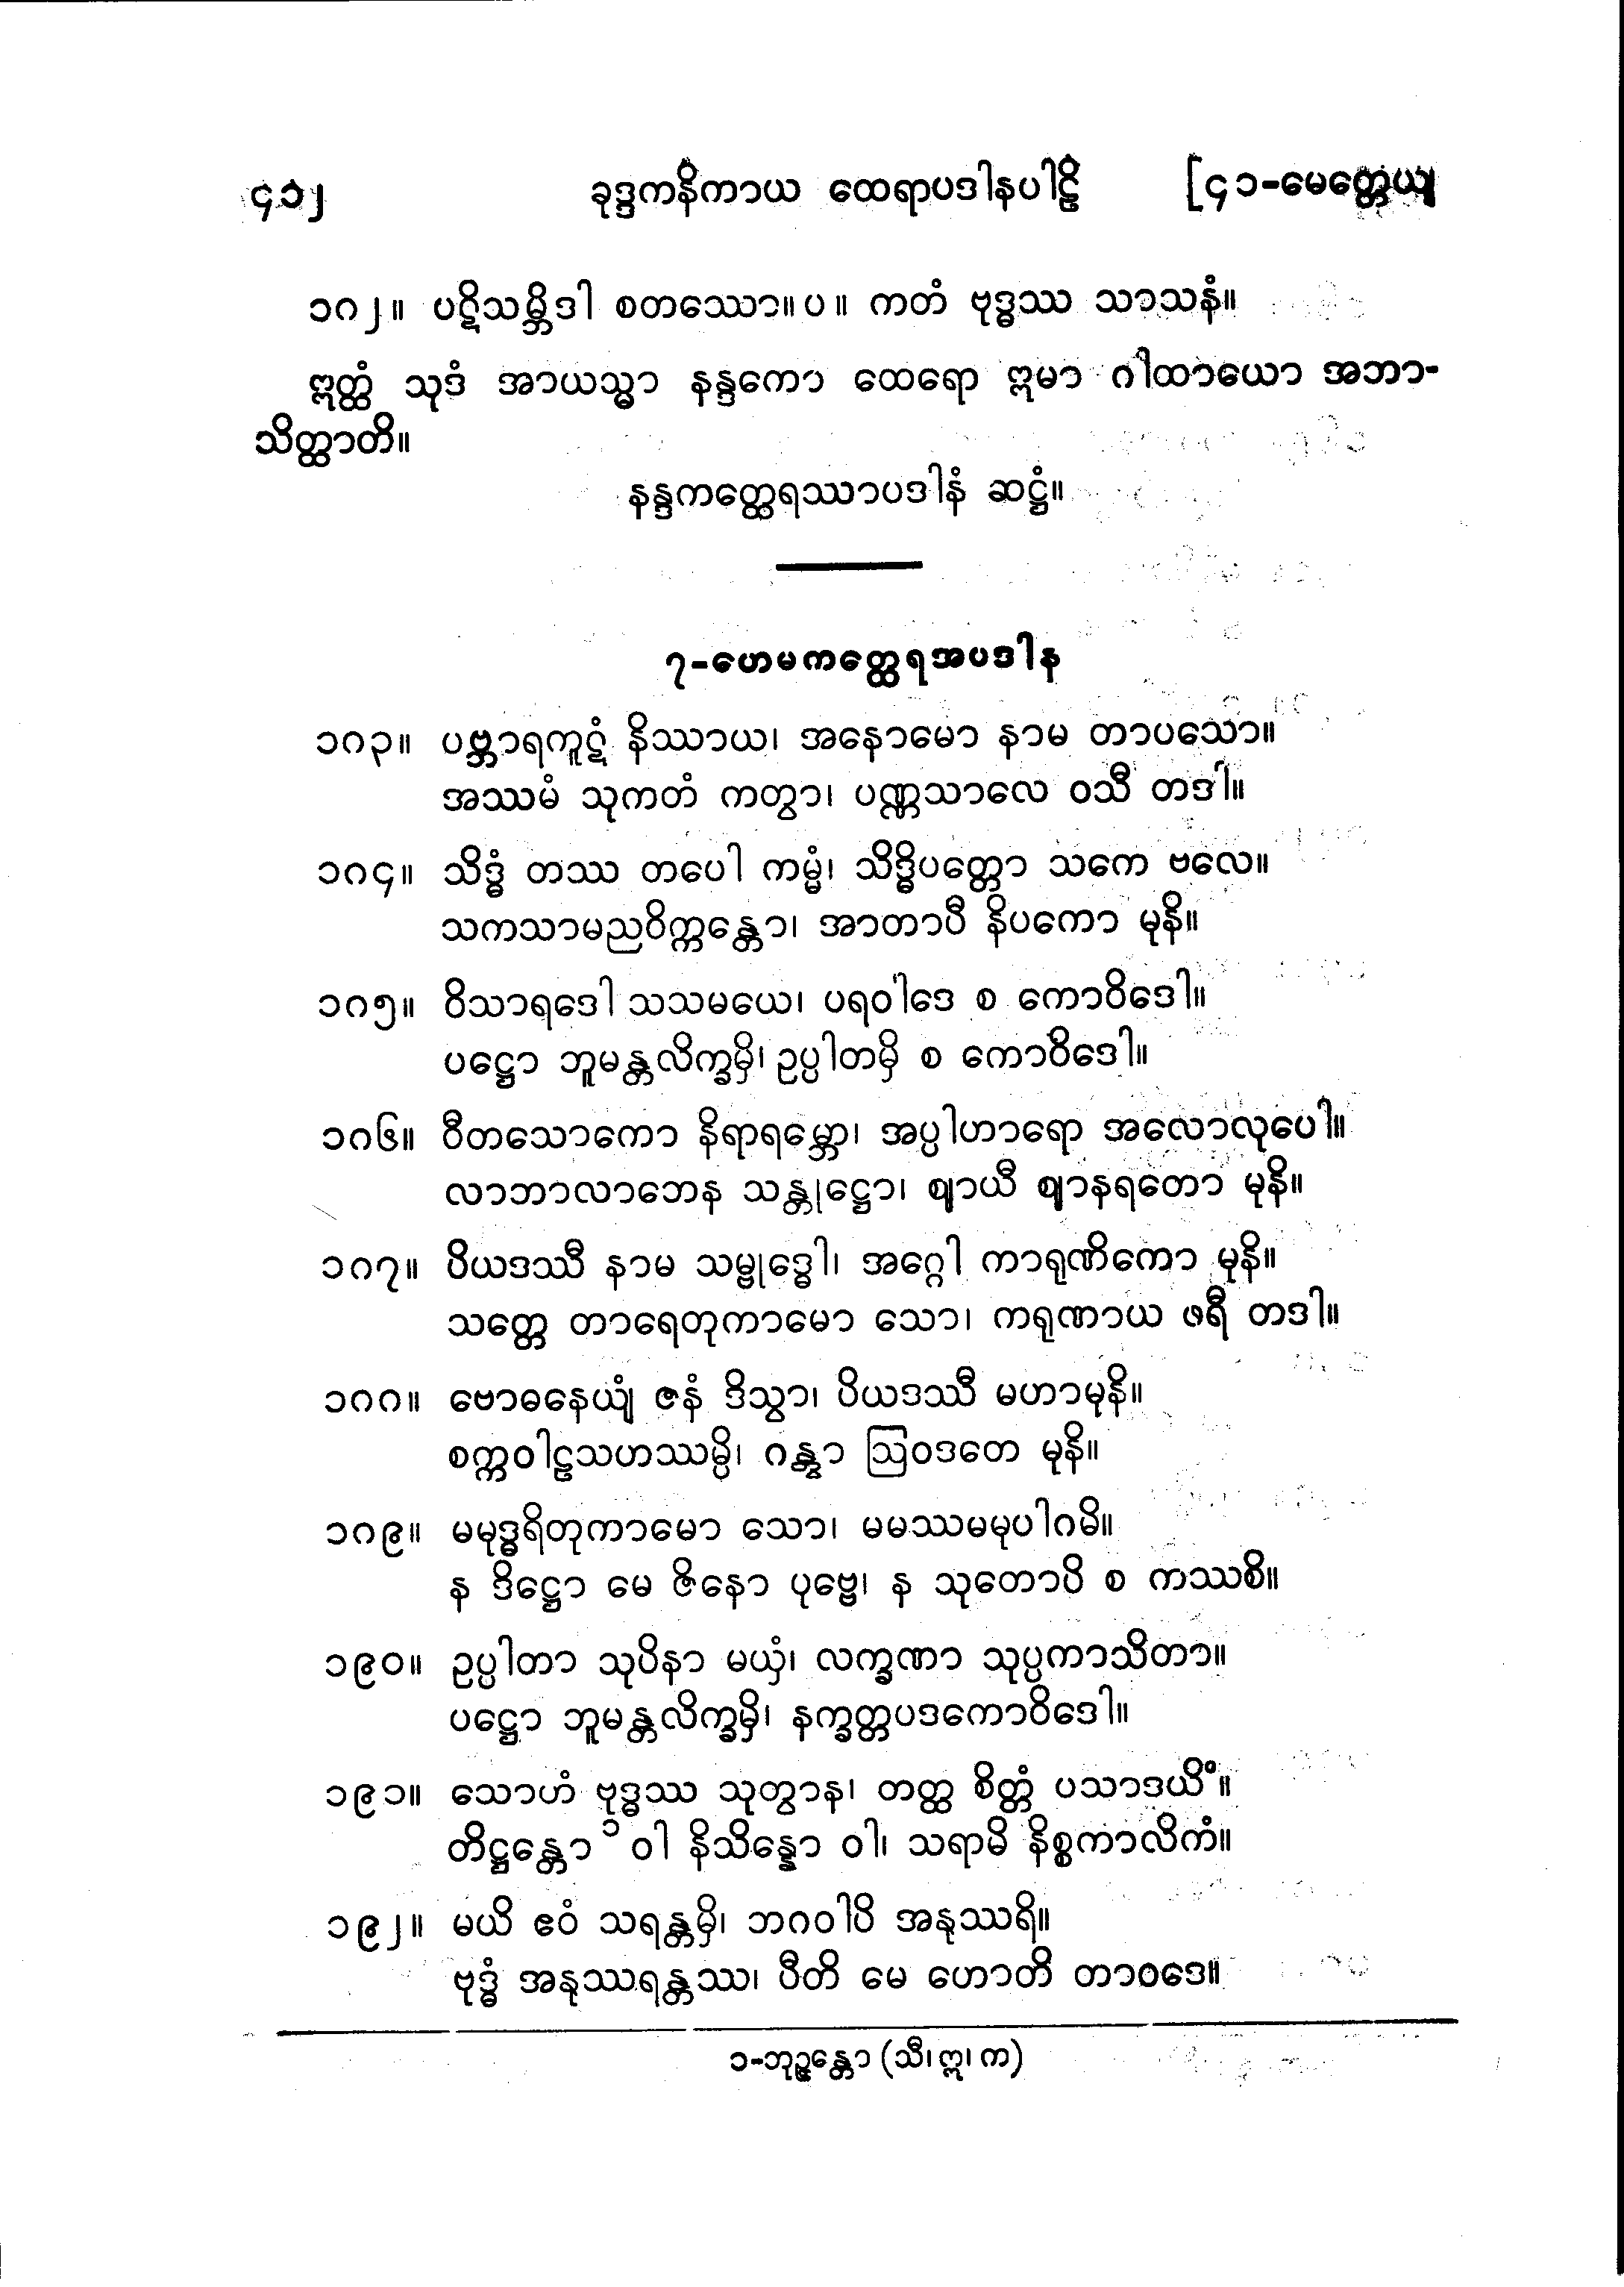 ၄၁၂ ခုဒ္ဒကနိကာယ ထေရာပဒါနပါဠိ [၄၁-မေတ္တေယျ
၁၈၂။ ပဋိသမ္ဘိဒါ စတဿော။ပ။ ကတံ ဗုဒ္ဓဿ သာသနံ။
ဣတ္ထံ သုဒံ အာယသ္မာ နန္ဒကော ထေရော ဣမာ ဂါထာယော အဘာ-
သိတ္ထာတိ။
နန္ဒကတ္ထေရဿာပဒါနံ ဆဋ္ဌံ။
၇-ဟေမကတ္ထေရအပဒါန
၁၈၃။ ပဗ္ဘာရကူဋံ နိဿာယ၊ အနောမော နာမ တာပသော။
အဿမံ သုကတံ ကတွာ၊ ပဏ္ဏသာလေ ဝသီ တဒါ။
၁၈၄။ သိဒ္ဓံ တဿ တပေါ ကမ္မံ၊ သိဒ္ဓိပတ္တော သကေ ဗလေ။
သကသာမညဝိက္ကန္တော၊ အာတာပီ နိပကော မုနိ။
၁၈၅။ ဝိသာရဒေါ သသမယေ၊ ပရဝါဒေ စ ကောဝိဒေါ။
ပဋ္ဌော ဘူမန္တလိက္ခမှိ၊ ဥပ္ပါတမှိ စ ကောဝိဒေါ။
၁၈၆။ ဝီတသောကော နိရာရမ္ဘော၊ အပ္ပါဟာရော အလောလုပေါ။
လာဘာလာဘေန သန္တုဋ္ဌော၊ ဈာယီ ဈာနရတော မုနိ။
၁၈၇။ ပိယဒဿီ နာမ သမ္ဗုဒ္ဓေါ၊ အဂ္ဂေါ ကာရုဏိကော မုနိ။
သတ္တေ တာရေတုကာမော သော၊ ကရုဏာယ ဖရီ တဒါ။
၁၈၈။ ဗောဓနေယျံ ဇနံ ဒိသွာ၊ ပိယဒဿီ မဟာမုနိ။
စက္ကဝါဠသဟဿမ္ပိ၊ ဂန္တွာ ဩဝဒတေ မုနိ။
၁၈၉။ မမုဒ္ဓရိတုကာမော သော၊ မမဿမမုပါဂမိ။
န ဒိဋ္ဌော မေ ဇိနော ပုဗ္ဗေ၊ န သုတောပိ စ ကဿစိ။
၁၉၀။ ဥပ္ပါတာ သုပိနာ မယှံ၊ လက္ခဏာ သုပ္ပကာသိတာ။
ပဋ္ဌော ဘူမန္တလိက္ခမှိ၊ နက္ခတ္တပဒကောဝိဒေါ။
၁၉၁။ သောဟံ ဗုဒ္ဓဿ သုတွာန၊ တတ္ထ စိတ္တံ ပသာဒယိံ။
တိဋ္ဌန္တော ၁ ဝါ နိသိန္နော ဝါ၊ သရာမိ နိစ္စကာလိကံ။
၁၉၂။ မယိ ဧဝံ သရန္တမှိ၊ ဘဂဝါပိ အနုဿရိ။
ဗုဒ္ဓံ အနုဿရန္တဿ၊ ပီတိ မေ ဟောတိ တာဝဒေ။
၁-ဘုဉ္ဇန္တော (သီ၊ ဣ၊ က)